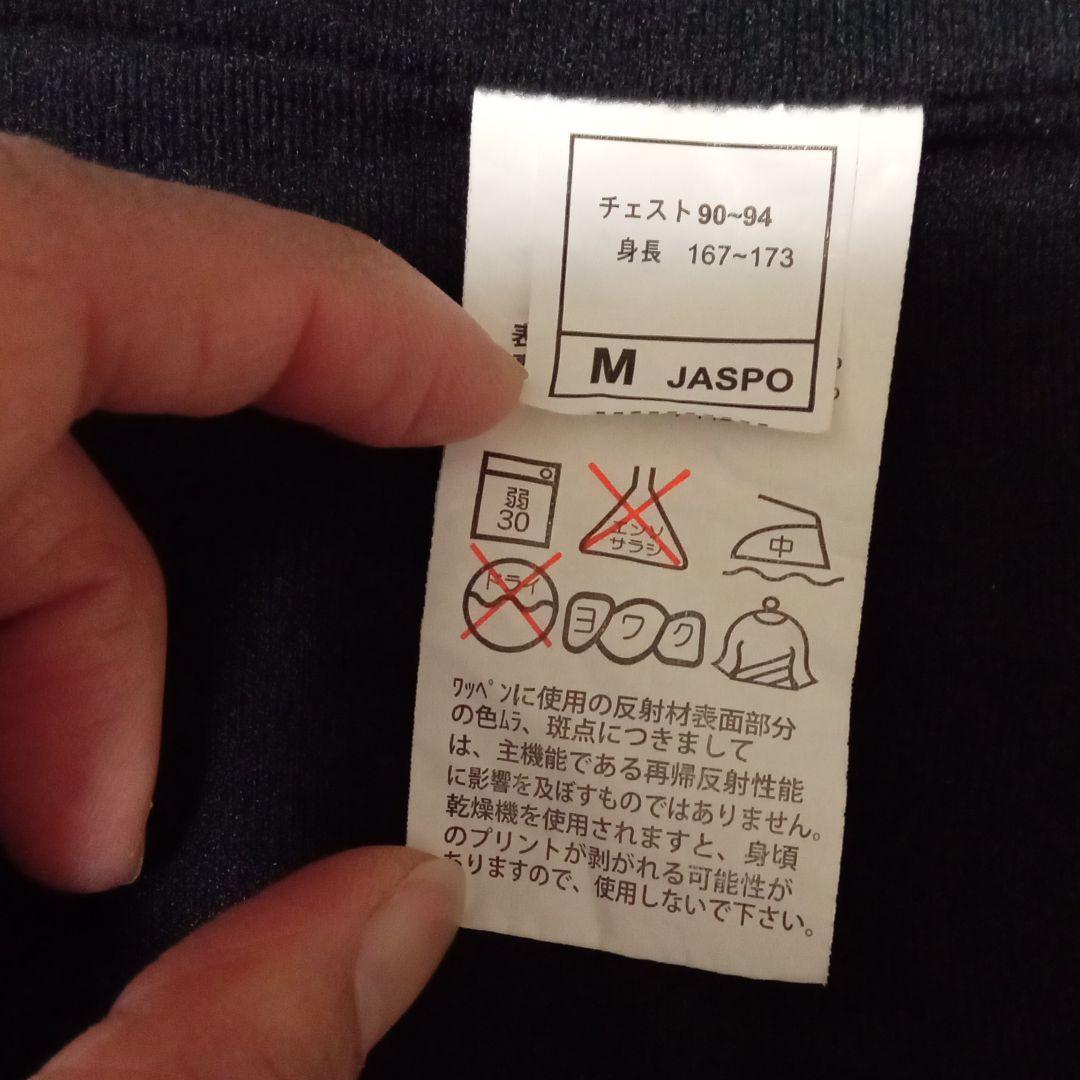 チェスト 90~94
身長 167~173
M JASPO
弱
30
エンソ
サラシ
中
ドライ
ヨワク
ﾜｯﾍﾟﾝに使用の反射材表面部分
の色ﾑﾗ、斑点につきまして
は、主機能である再帰反射性能
に影響を及ぼすものではありません。
乾燥機を使用されますと、身頃
のプリントが剥がれる可能性が
ありますので、使用しないで下さい。